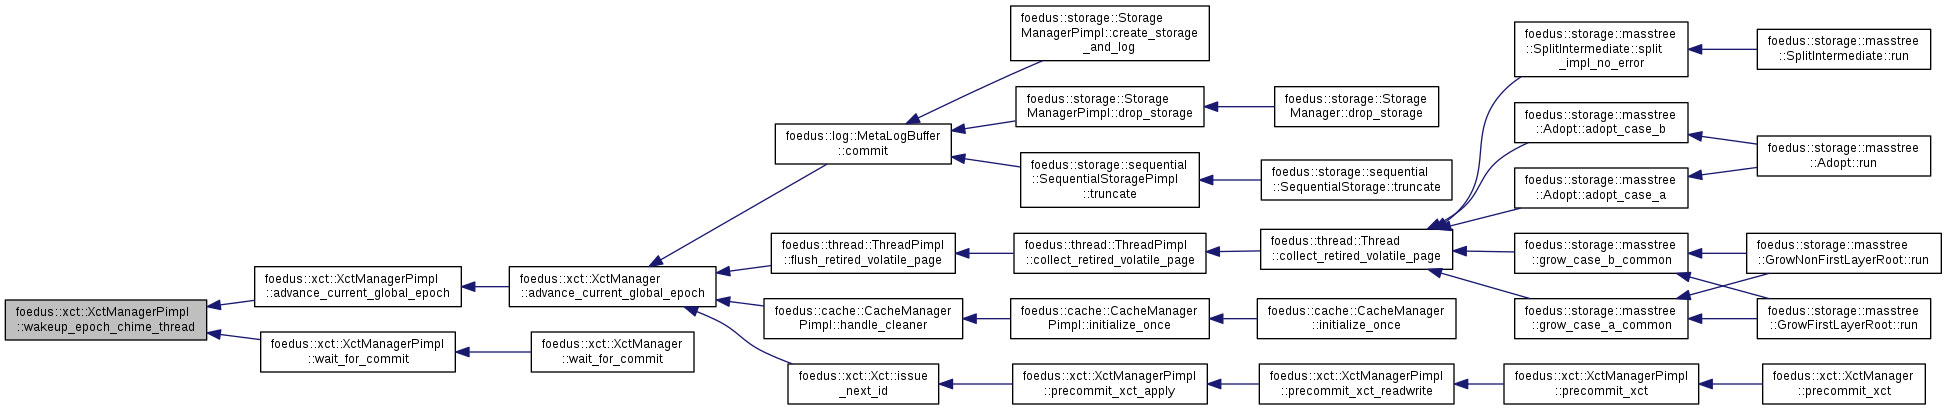 foedus::xct::XctManagerPimpl
::wakeup_epoch_chime_thread
foedus::xct::XctManagerPimpl
::advance_current_global_epoch
foedus::xct::XctManagerPimpl
::wait_for_commit
foedus::xct::XctManager
::advance_current_global_epoch
foedus::xct::XctManager
::wait_for_commit
foedus::log::MetaLogBuffer
::commit
foedus::thread::ThreadPimpl
::flush_retired_volatile_page
foedus::cache::CacheManager
Pimpl::handle_cleaner
foedus::xct::Xct::issue
_next_id
foedus::storage::Storage
ManagerPimpl::create_storage
_and_log
foedus::storage::Storage
ManagerPimpl::drop_storage
foedus::storage::sequential
::SequentialStoragePimpl
::truncate
foedus::thread::ThreadPimpl
::collect_retired_volatile_page
foedus::cache::CacheManager
Pimpl::initialize_once
foedus::xct::XctManagerPimpl
::precommit_xct_apply
foedus::storage::Storage
Manager::drop_storage
foedus::storage::sequential
::SequentialStorage::truncate
foedus::thread::Thread
::collect_retired_volatile_page
foedus::cache::CacheManager
::initialize_once
foedus::xct::XctManagerPimpl
::precommit_xct_readwrite
foedus::storage::masstree
::SplitIntermediate::split
_impl_no_error
foedus::storage::masstree
::Adopt::adopt_case_b
foedus::storage::masstree
::Adopt::adopt_case_a
foedus::storage::masstree
::grow_case_b_common
foedus::storage::masstree
::grow_case_a_common
foedus::xct::XctManagerPimpl
::precommit_xct
foedus::storage::masstree
::SplitIntermediate::run
foedus::storage::masstree
::Adopt::run
foedus::storage::masstree
::GrowNonFirstLayerRoot::run
foedus::storage::masstree
::GrowFirstLayerRoot::run
foedus::xct::XctManager
::precommit_xct